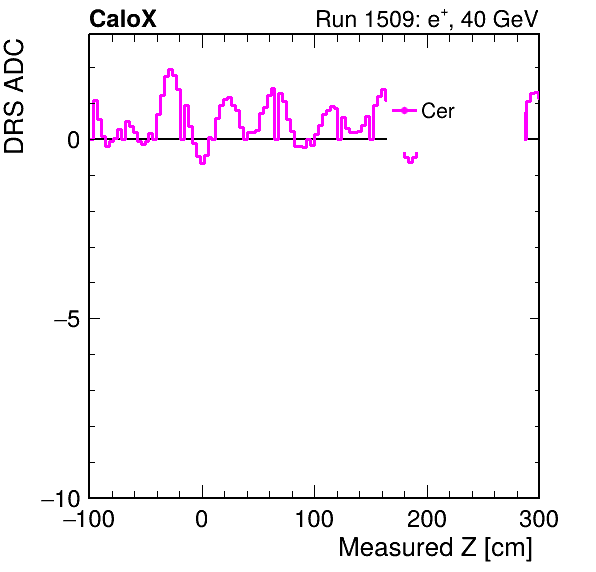 CaloX
Run 1509: e⁺, 40 GeV
DRS ADC
Cer
0
−5
−10
−100 0 100 200 300
Measured Z [cm]